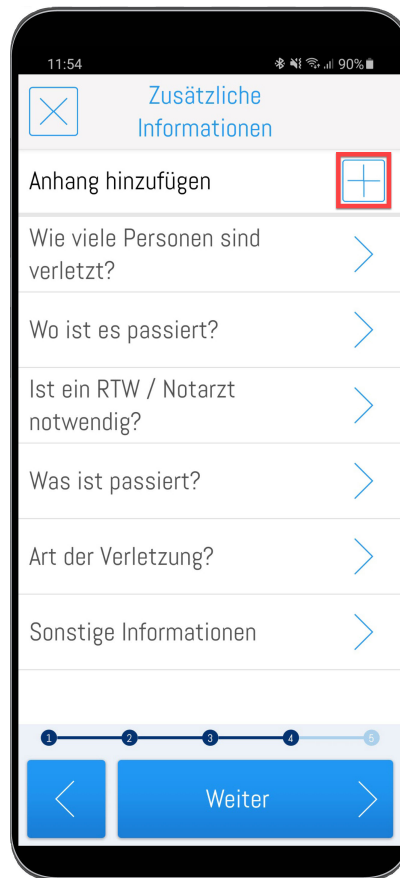 11:54 90%
Zusätzliche
Informationen
Anhang hinzufügen
Wie viele Personen sind
verletzt?
Wo ist es passiert?
Ist ein RTW / Notarzt
notwendig?
Was ist passiert?
Art der Verletzung?
Sonstige Informationen
1 2 3 4 5
Weiter